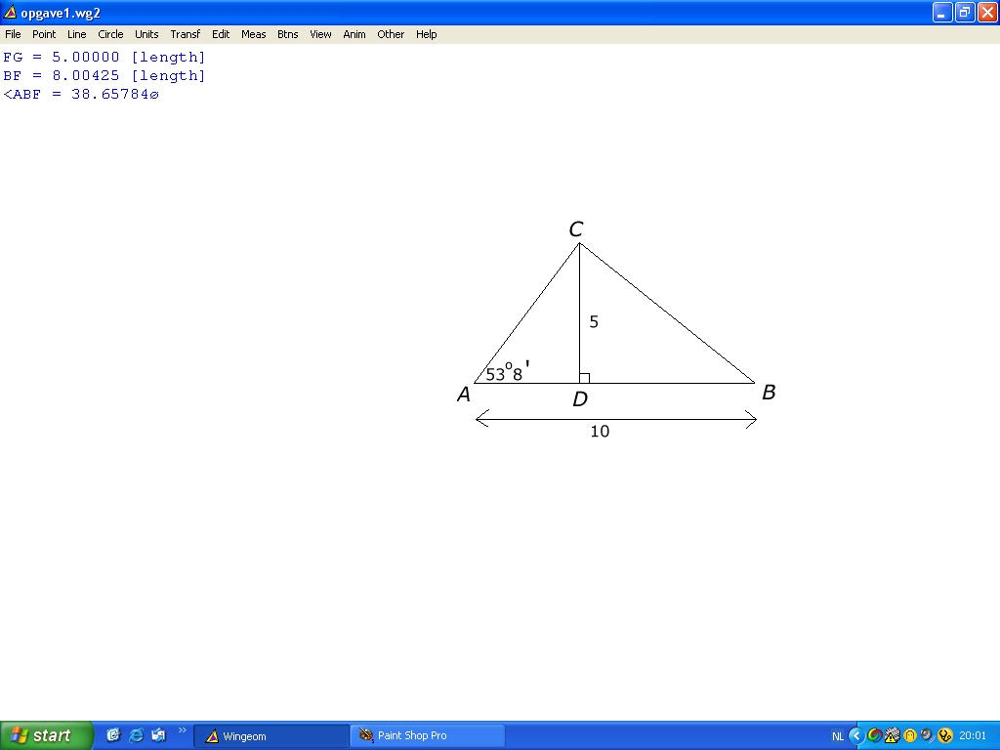 opgave1.wg2
File Point Line Circle Units Transf Edit Meas Btns View Anim Other Help
FG = 5.00000 [length]
BF = 8.00425 [length]
<ABF = 38.65784ø
C
5
53°8'
A
D
B
10
start
»
Wingeom
Paint Shop Pro
NL
20:01